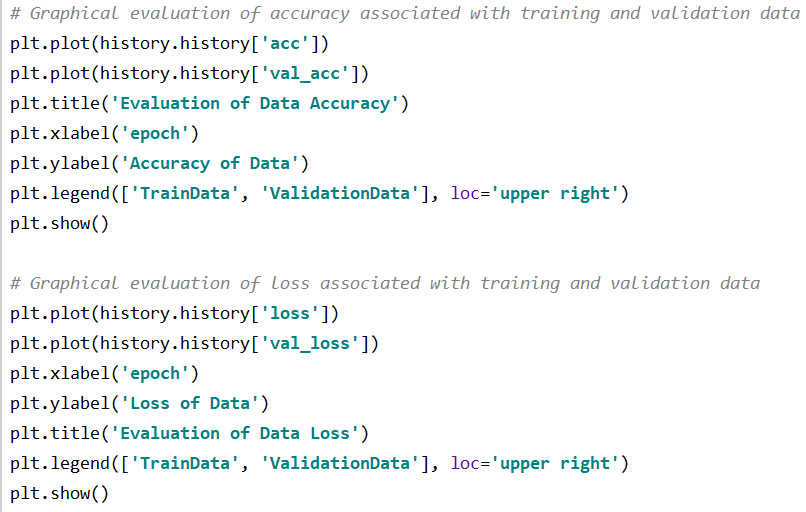 # Graphical evaluation of accuracy associated with training and validation data
plt.plot(history.history['acc'])
plt.plot(history.history['val_acc'])
plt.title('Evaluation of Data Accuracy')
plt.xlabel('epoch')
plt.ylabel('Accuracy of Data')
plt.legend(['TrainData', 'ValidationData'], loc='upper right')
plt.show()
# Graphical evaluation of loss associated with training and validation data
plt.plot(history.history['loss'])
plt.plot(history.history['val_loss'])
plt.xlabel('epoch')
plt.ylabel('Loss of Data')
plt.title('Evaluation of Data Loss')
plt.legend(['TrainData', 'ValidationData'], loc='upper right')
plt.show()